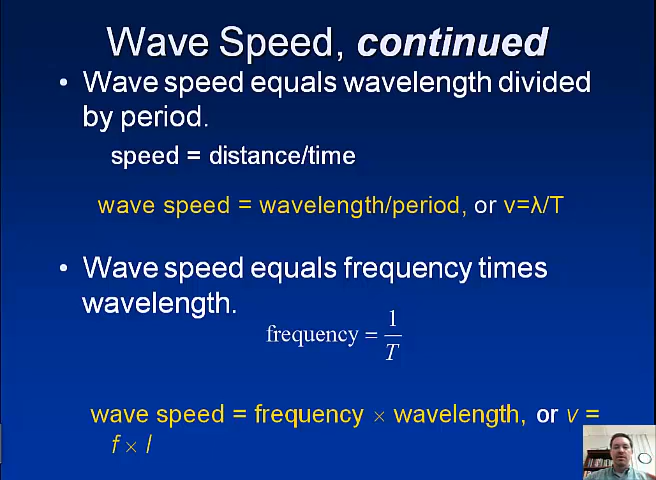 Wave Speed, continued
• Wave speed equals wavelength divided
by period.
speed = distance/time
wave speed = wavelength/period, or v=λ/T
• Wave speed equals frequency times
wavelength.
frequency = 1/T
wave speed = frequency × wavelength, or v =
f × l